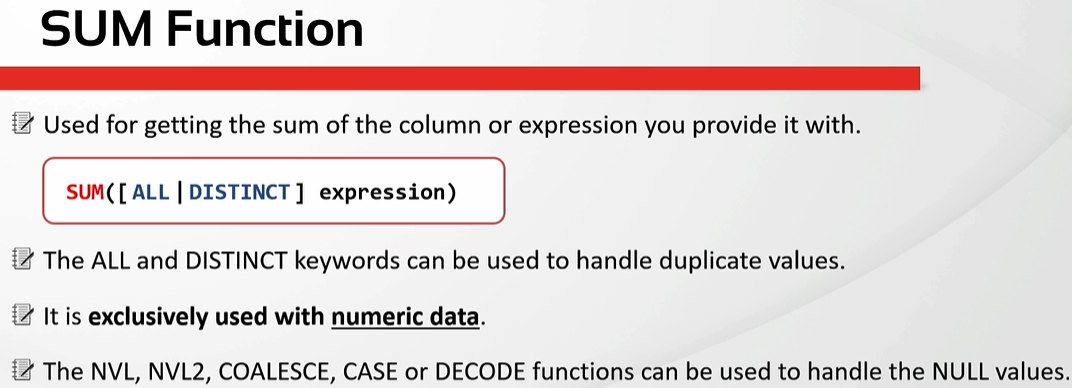 SUM Function
Used for getting the sum of the column or expression you provide it with.
SUM([ALL|DISTINCT] expression)
The ALL and DISTINCT keywords can be used to handle duplicate values.
It is exclusively used with numeric data.
The NVL, NVL2, COALESCE, CASE or DECODE functions can be used to handle the NULL values.